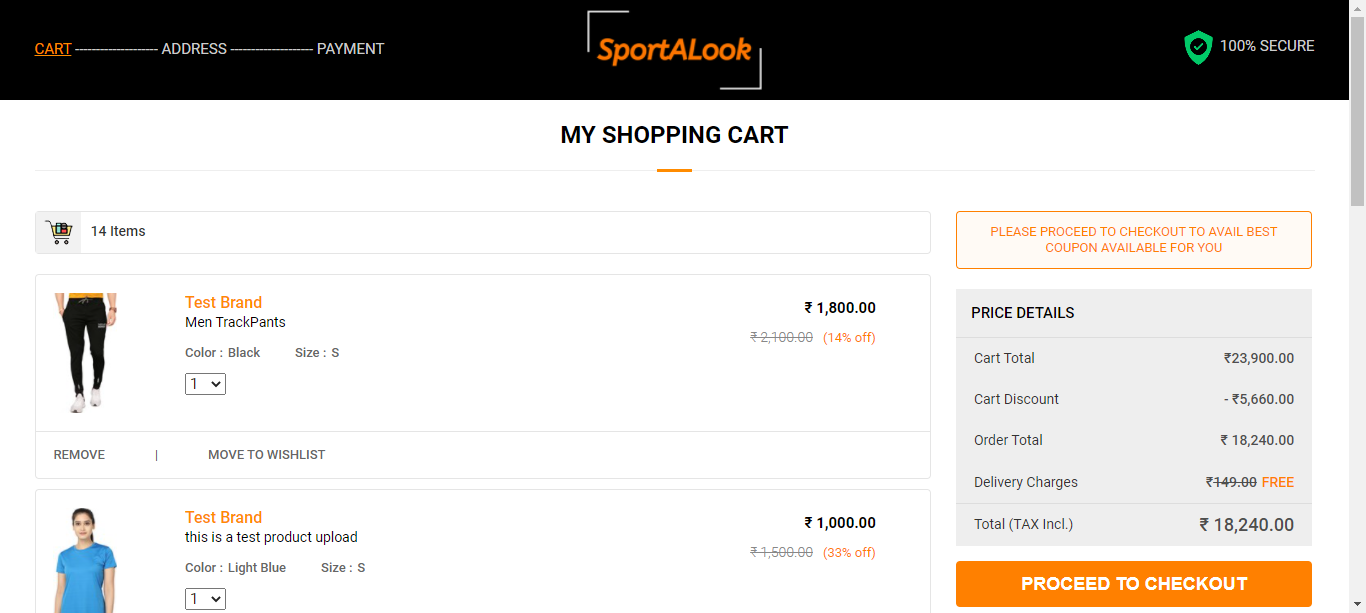 CART -------------------- ADDRESS -------------------- PAYMENT
SportALook
100% SECURE
MY SHOPPING CART
14 Items
Test Brand
Men TrackPants
Color : Black Size : S
1
₹ 1,800.00
₹ 2,100.00 (14% off)
REMOVE | MOVE TO WISHLIST
Test Brand
this is a test product upload
Color : Light Blue Size : S
1
₹ 1,000.00
₹ 1,500.00 (33% off)
PLEASE PROCEED TO CHECKOUT TO AVAIL BEST
COUPON AVAILABLE FOR YOU
PRICE DETAILS
Cart Total ₹23,900.00
Cart Discount - ₹5,660.00
Order Total ₹ 18,240.00
Delivery Charges ₹149.00 FREE
Total (TAX Incl.) ₹ 18,240.00
PROCEED TO CHECKOUT